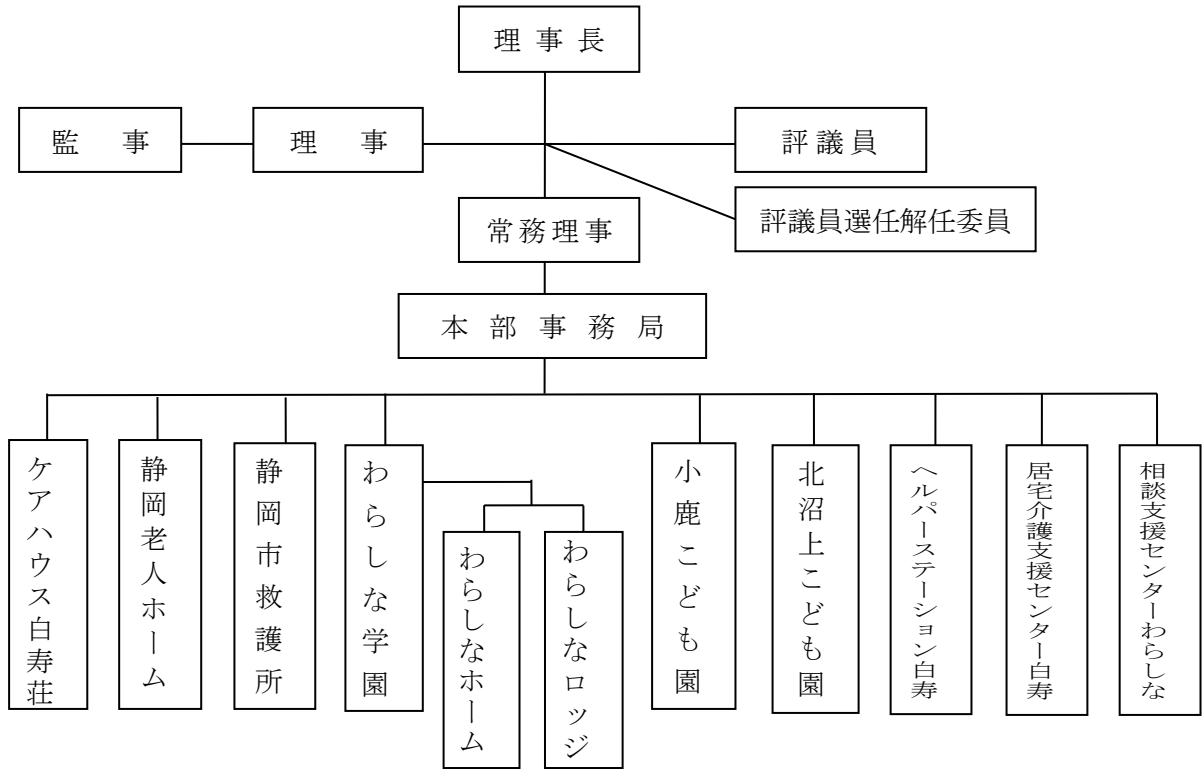 理事長
監　事
理　事
評議員
評議員選任解任委員
常務理事
本部事務局
ケアハウス白寿荘
静岡老人ホーム
静岡市救護所
わらしな学園
わらしなホーム
わらしなロッジ
小鹿こども園
北沼上こども園
ヘルパーステーション白寿
居宅介護支援センター白寿
相談支援センターわらしな